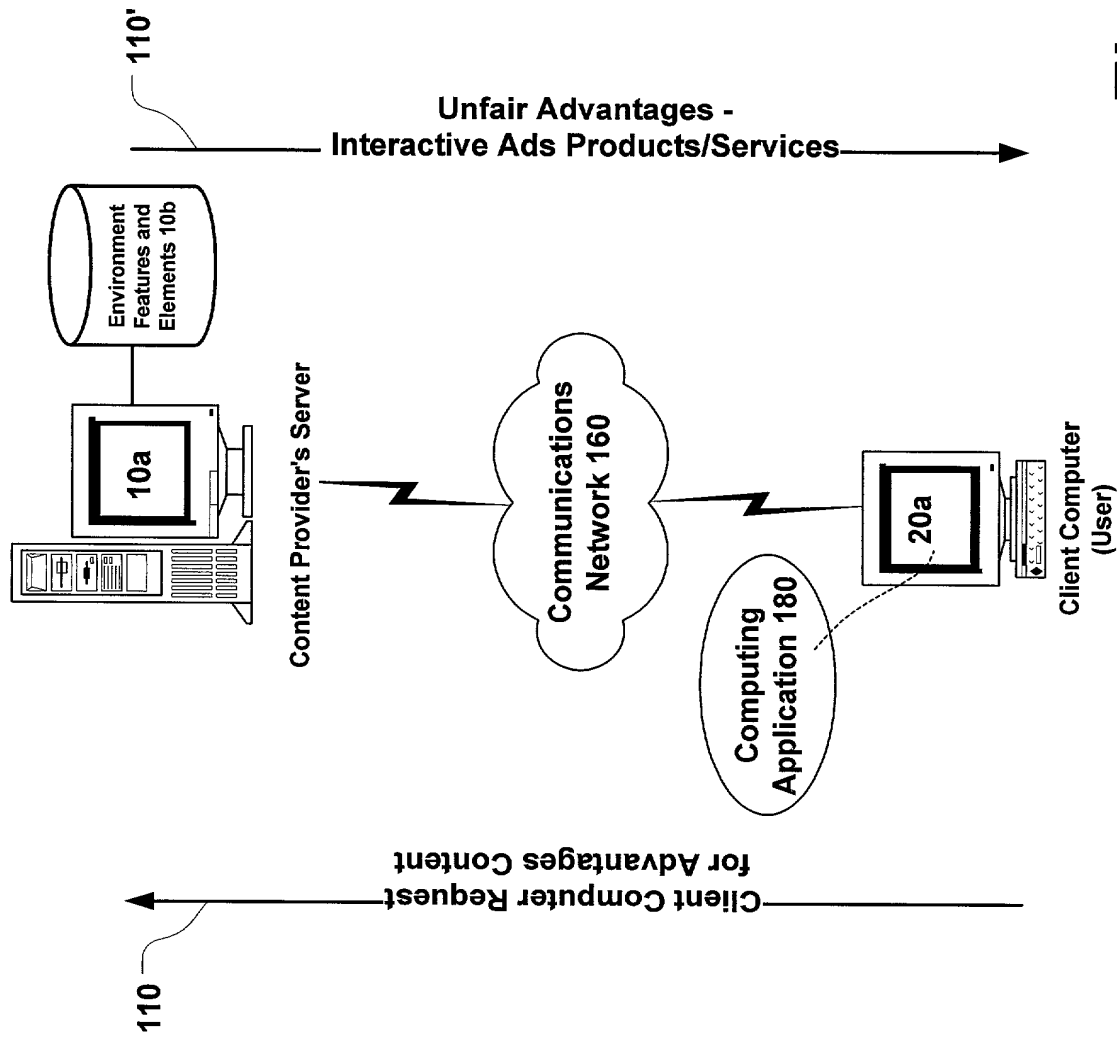 110'
Unfair Advantages -
Interactive Ads Products/Services
Environment
Features and
Elements 10b
10a
Content Provider's Server
Communications
Network 160
20a
Computing
Application 180
Client Computer
(User)
Client Computer Request
for Advantages Content
110